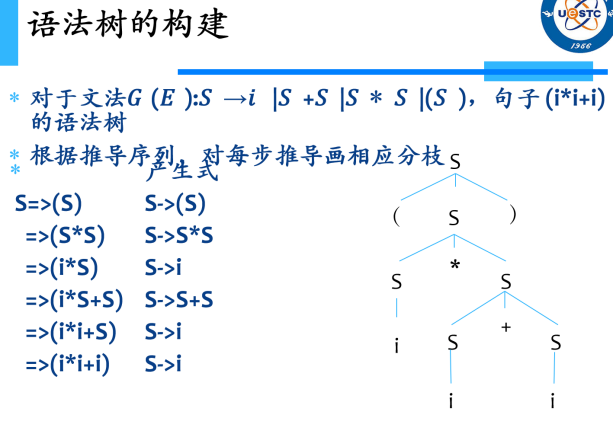 语法树的构建
UESTC
1956
* 对于文法G (E ):S →i |S +S |S * S |(S )，句子(i*i+i)
的语法树
* 根据推导序列，对每步推导画相应分枝
* 产生式
S=>(S) S->(S)
=>(S*S) S->S*S
=>(i*S) S->i
=>(i*S+S) S->S+S
=>(i*i+S) S->i
=>(i*i+i) S->i
S
( S )
S * S
i S + S
i i